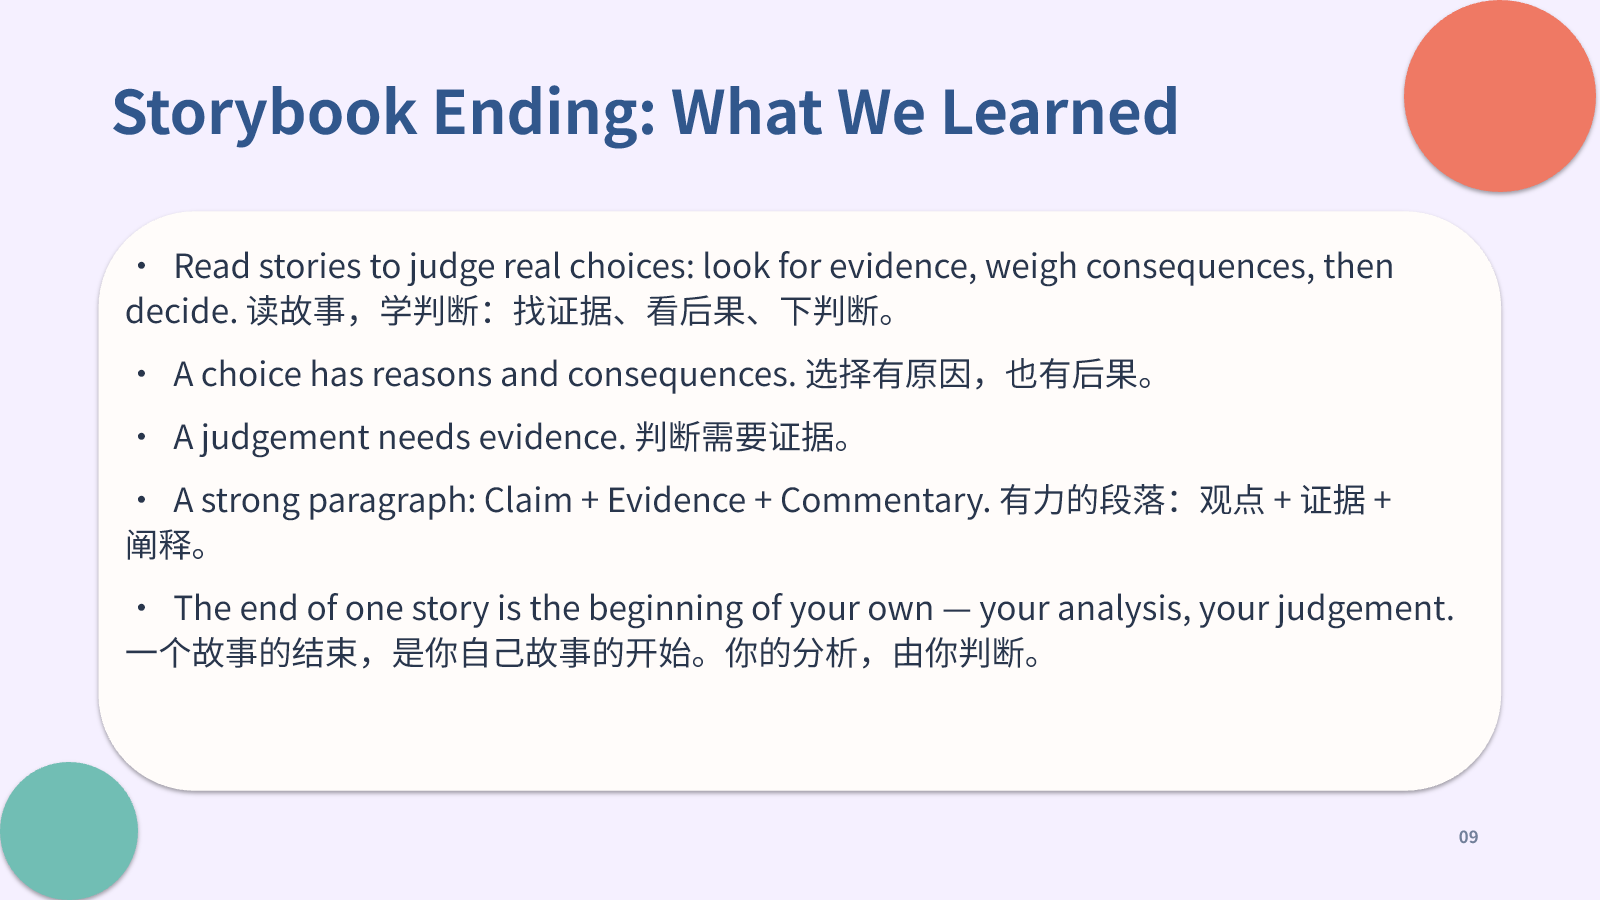 Storybook Ending: What We Learned
• Read stories to judge real choices: look for evidence, weigh consequences, then
decide. 读故事，学判断：找证据、看后果、下判断。
• A choice has reasons and consequences. 选择有原因，也有后果。
• A judgement needs evidence. 判断需要证据。
• A strong paragraph: Claim + Evidence + Commentary. 有力的段落：观点 + 证据 +
阐释。
• The end of one story is the beginning of your own — your analysis, your judgement.
一个故事的结束，是你自己故事的开始。你的分析，由你判断。
09